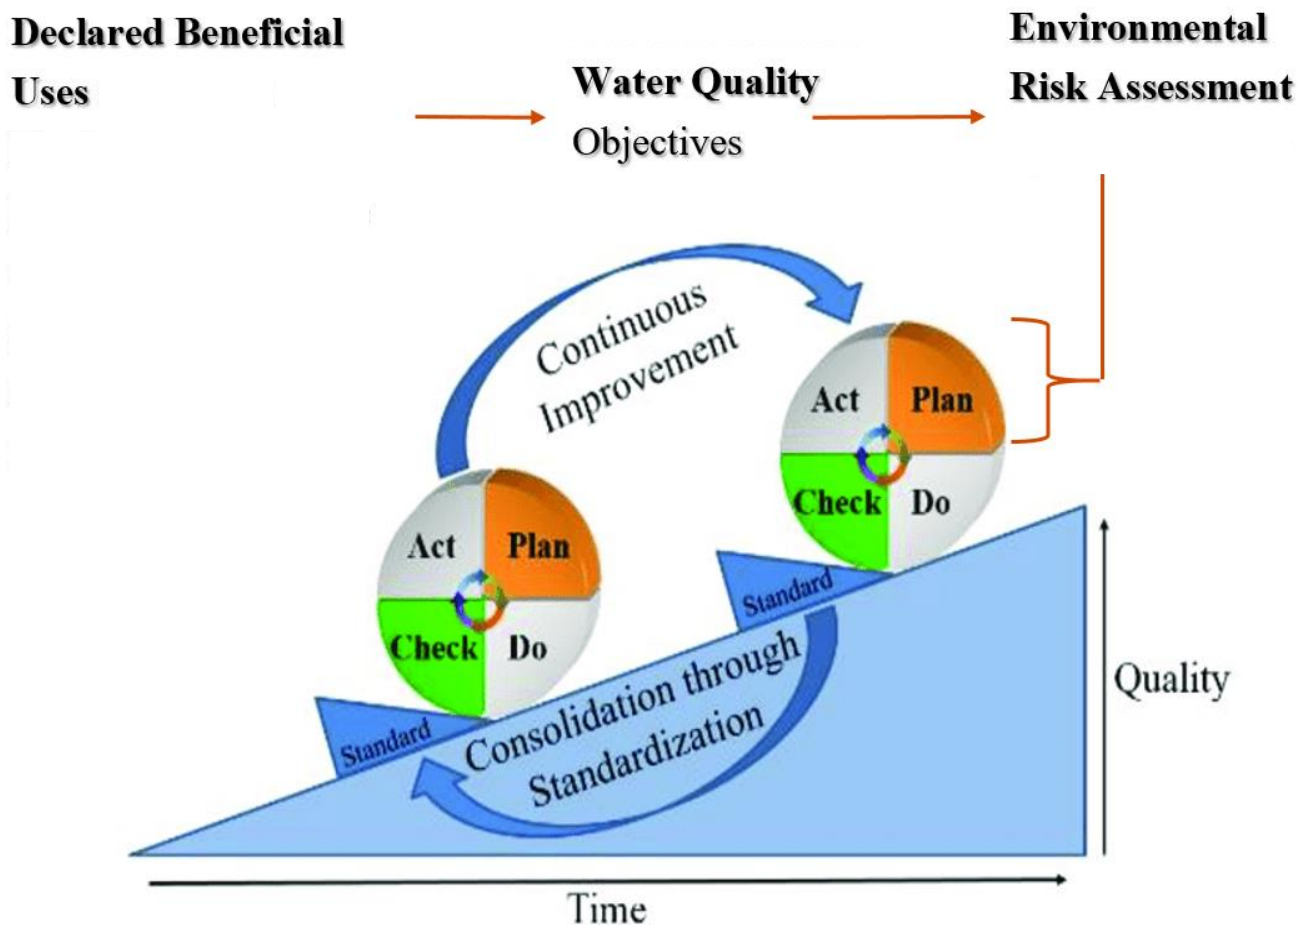 Declared Beneficial
Uses
Water Quality
Objectives
Environmental
Risk Assessment
Continuous
Improvement
Act
Plan
Check
Do
Standard
Act
Plan
Check
Do
Standard
Consolidation through
Standardization
Quality
Time